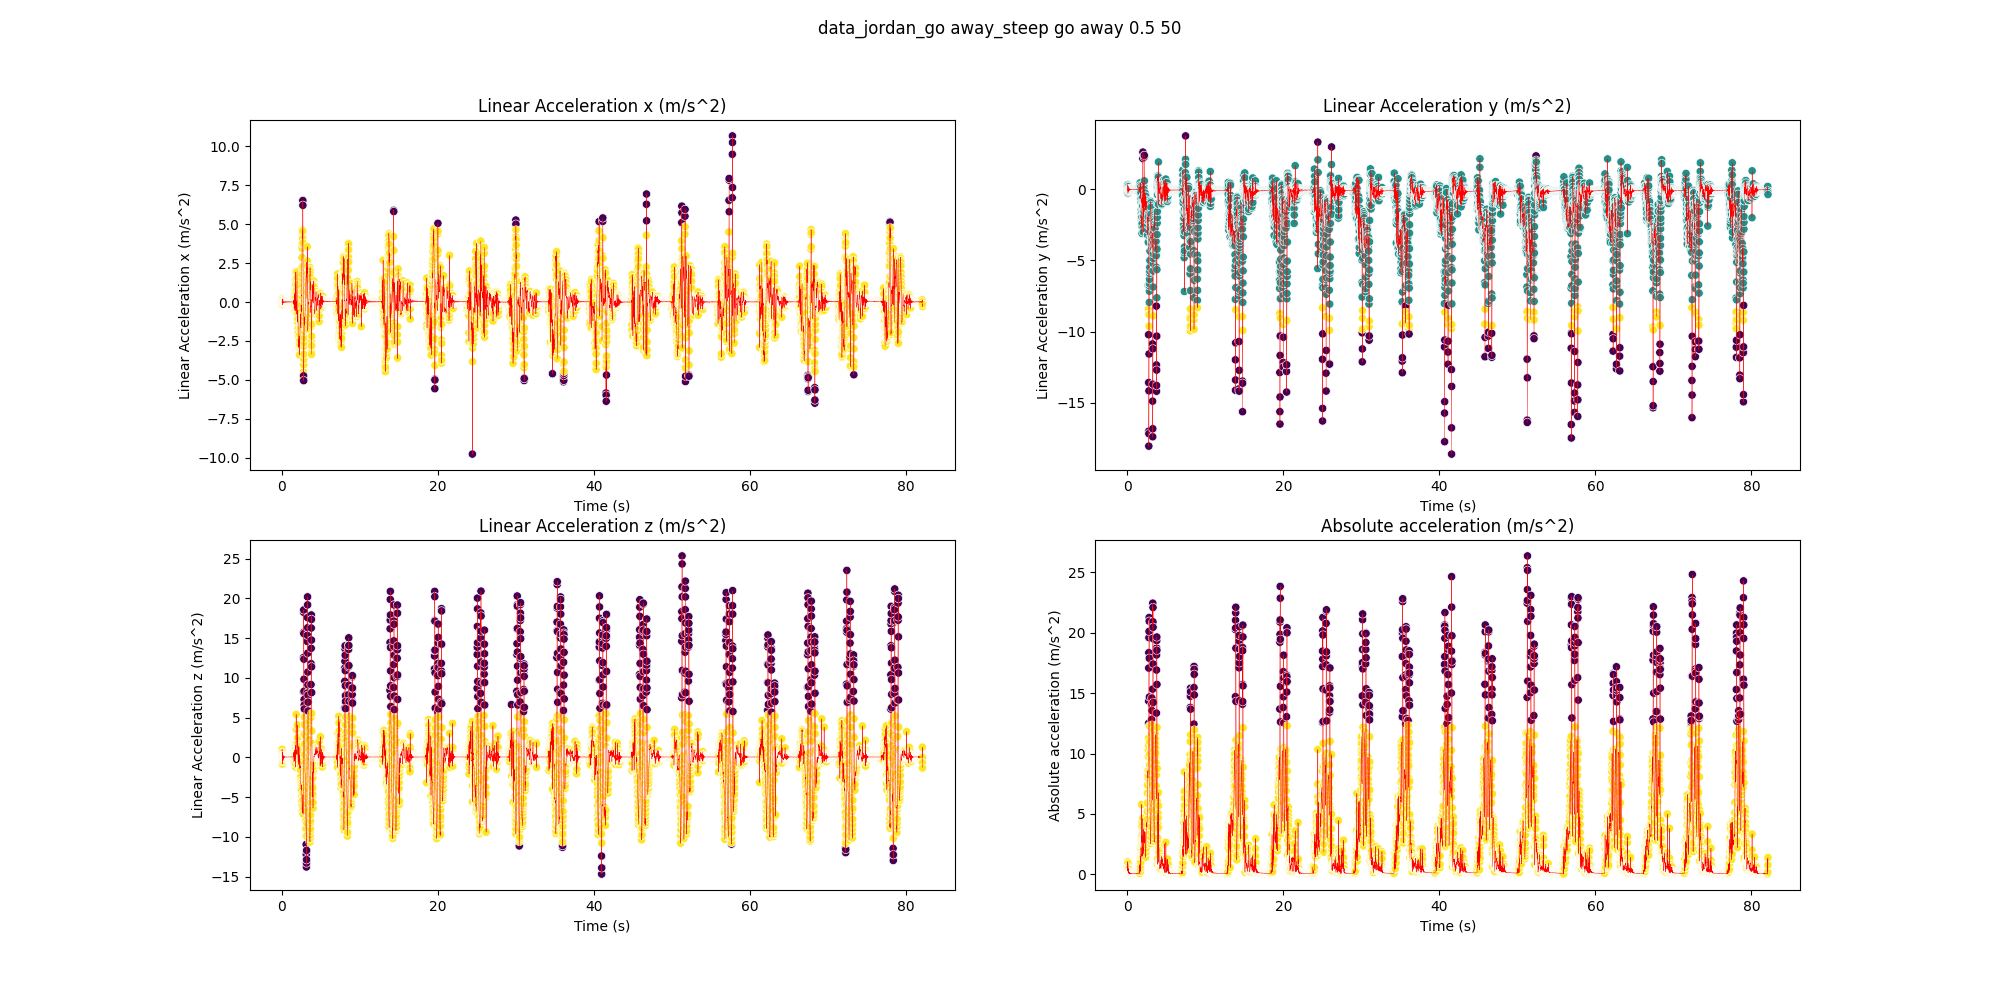 data_jordan_go away_steep go away 0.5 50
Linear Acceleration x (m/s^2)
Linear Acceleration x (m/s^2)
10.0
7.5
5.0
2.5
0.0
−2.5
−5.0
−7.5
−10.0
0 20 40 60 80
Time (s)
Linear Acceleration y (m/s^2)
Linear Acceleration y (m/s^2)
0
−5
−10
−15
0 20 40 60 80
Time (s)
Linear Acceleration z (m/s^2)
Linear Acceleration z (m/s^2)
25
20
15
10
5
0
−5
−10
−15
0 20 40 60 80
Time (s)
Absolute acceleration (m/s^2)
Absolute acceleration (m/s^2)
25
20
15
10
5
0
0 20 40 60 80
Time (s)